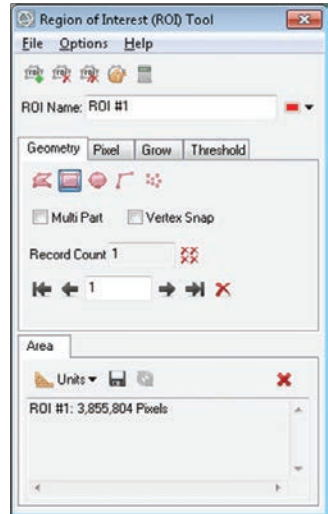 Region of Interest (ROI) Tool
File Options Help
ROI Name: ROI #1
Geometry Pixel Grow Threshold
Multi Part Vertex Snap
Record Count 1
1
Area
Units
ROI #1: 3,855,804 Pixels